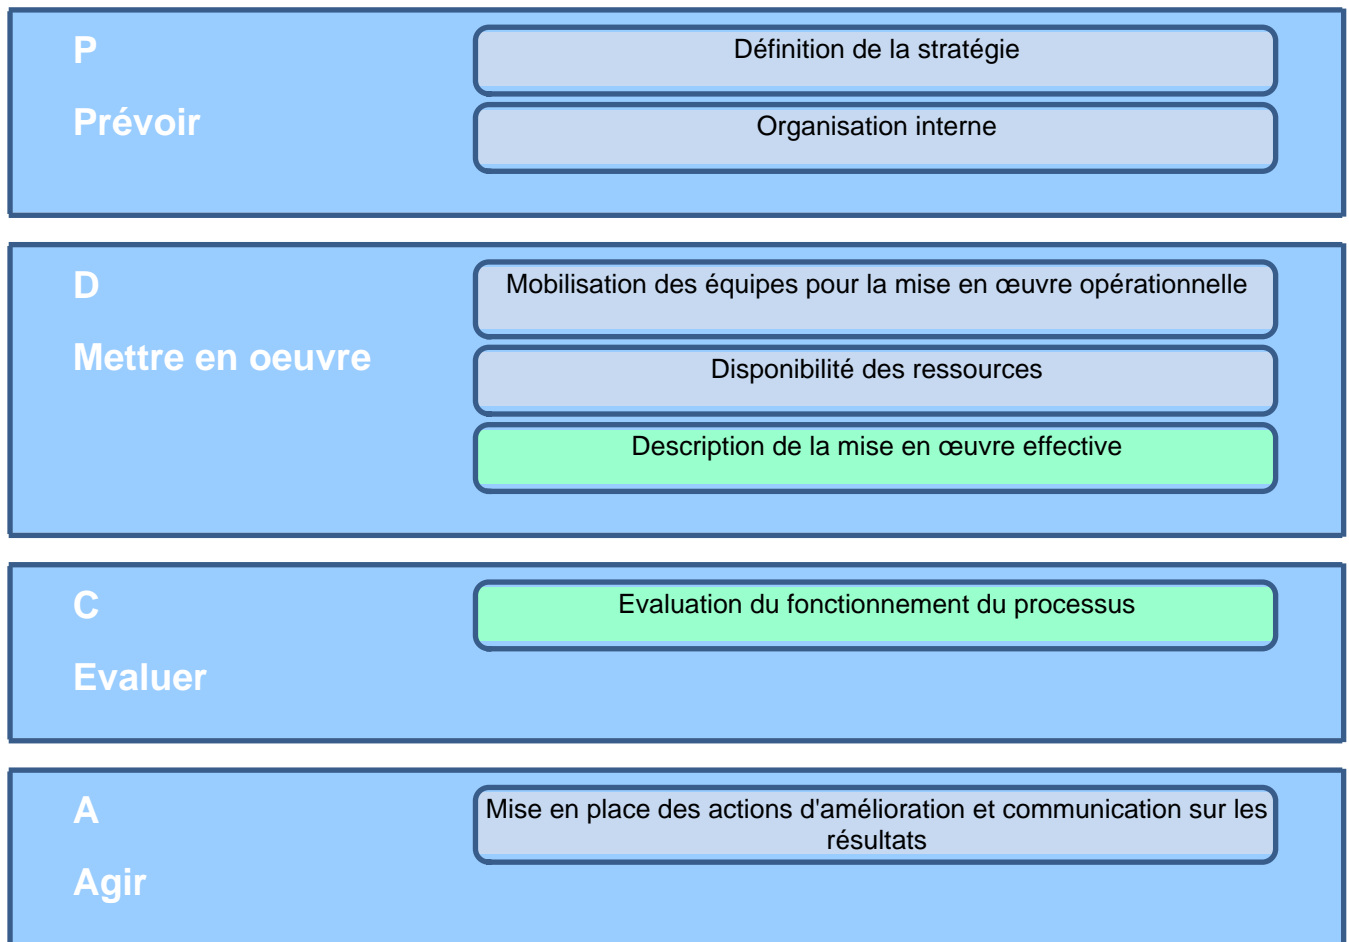 P
Prévoir
Définition de la stratégie
Organisation interne
D
Mettre en oeuvre
Mobilisation des équipes pour la mise en œuvre opérationnelle
Disponibilité des ressources
Description de la mise en œuvre effective
C
Evaluer
Evaluation du fonctionnement du processus
A
Agir
Mise en place des actions d'amélioration et communication sur les
résultats